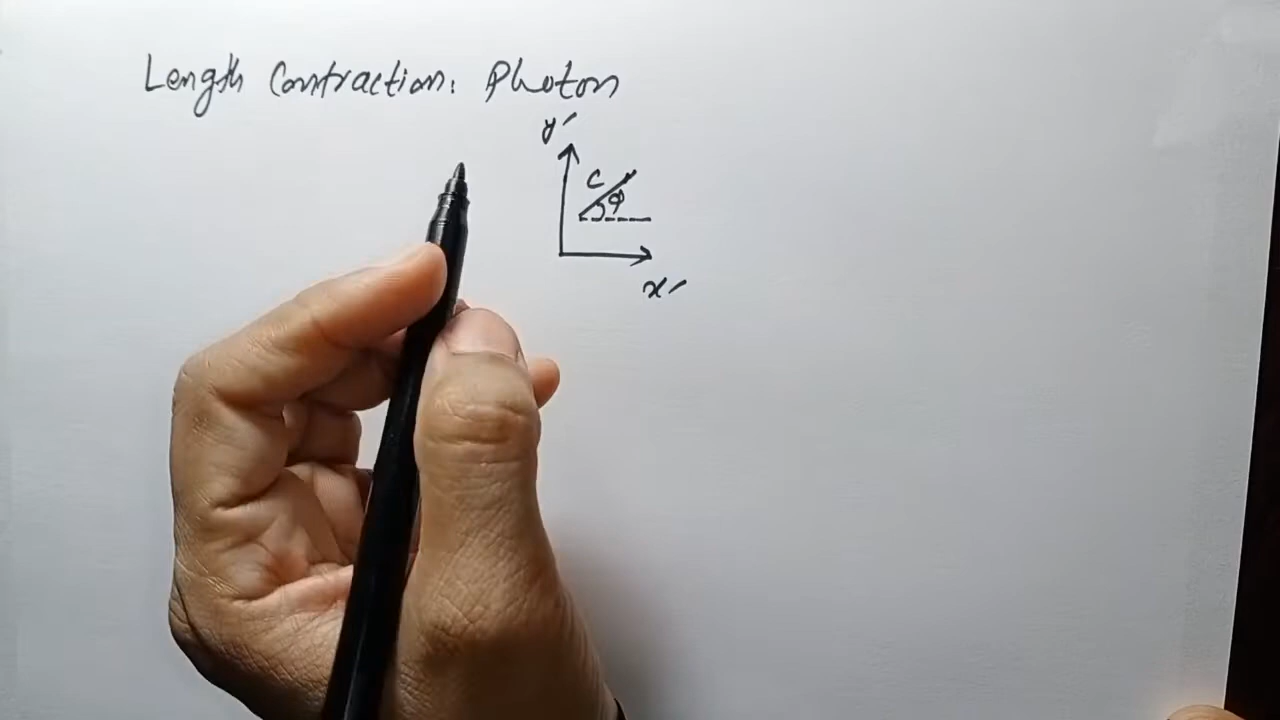 Length Contraction: Photon
y′
c
φ
x′